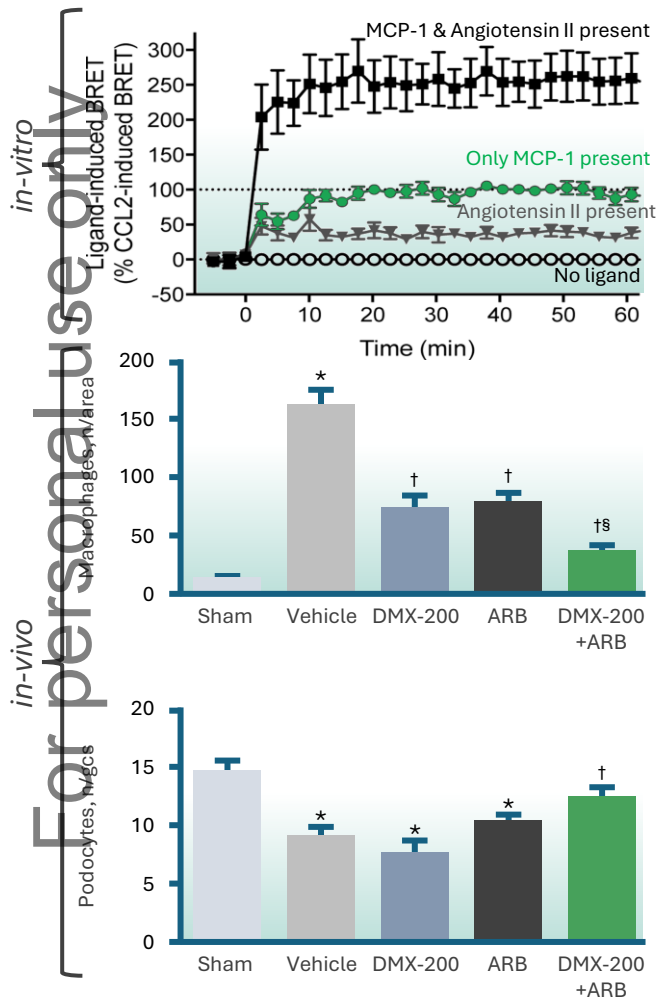 For personal use only
in-vitro
Ligand-induced BRET
(% CCL2-induced BRET)
300
250
200
150
100
50
0
-50
MCP-1 & Angiotensin II present
Only MCP-1 present
Angiotensin II present
No ligand
0 10 20 30 40 50 60
Time (min)
in-vivo
Macrophages, n/area
200
150
100
50
0
*
†
†
†§
Sham Vehicle DMX-200 ARB DMX-200
+ARB
Podocytes, n/gcs
20
15
10
5
0
*
*
*
†
Sham Vehicle DMX-200 ARB DMX-200
+ARB